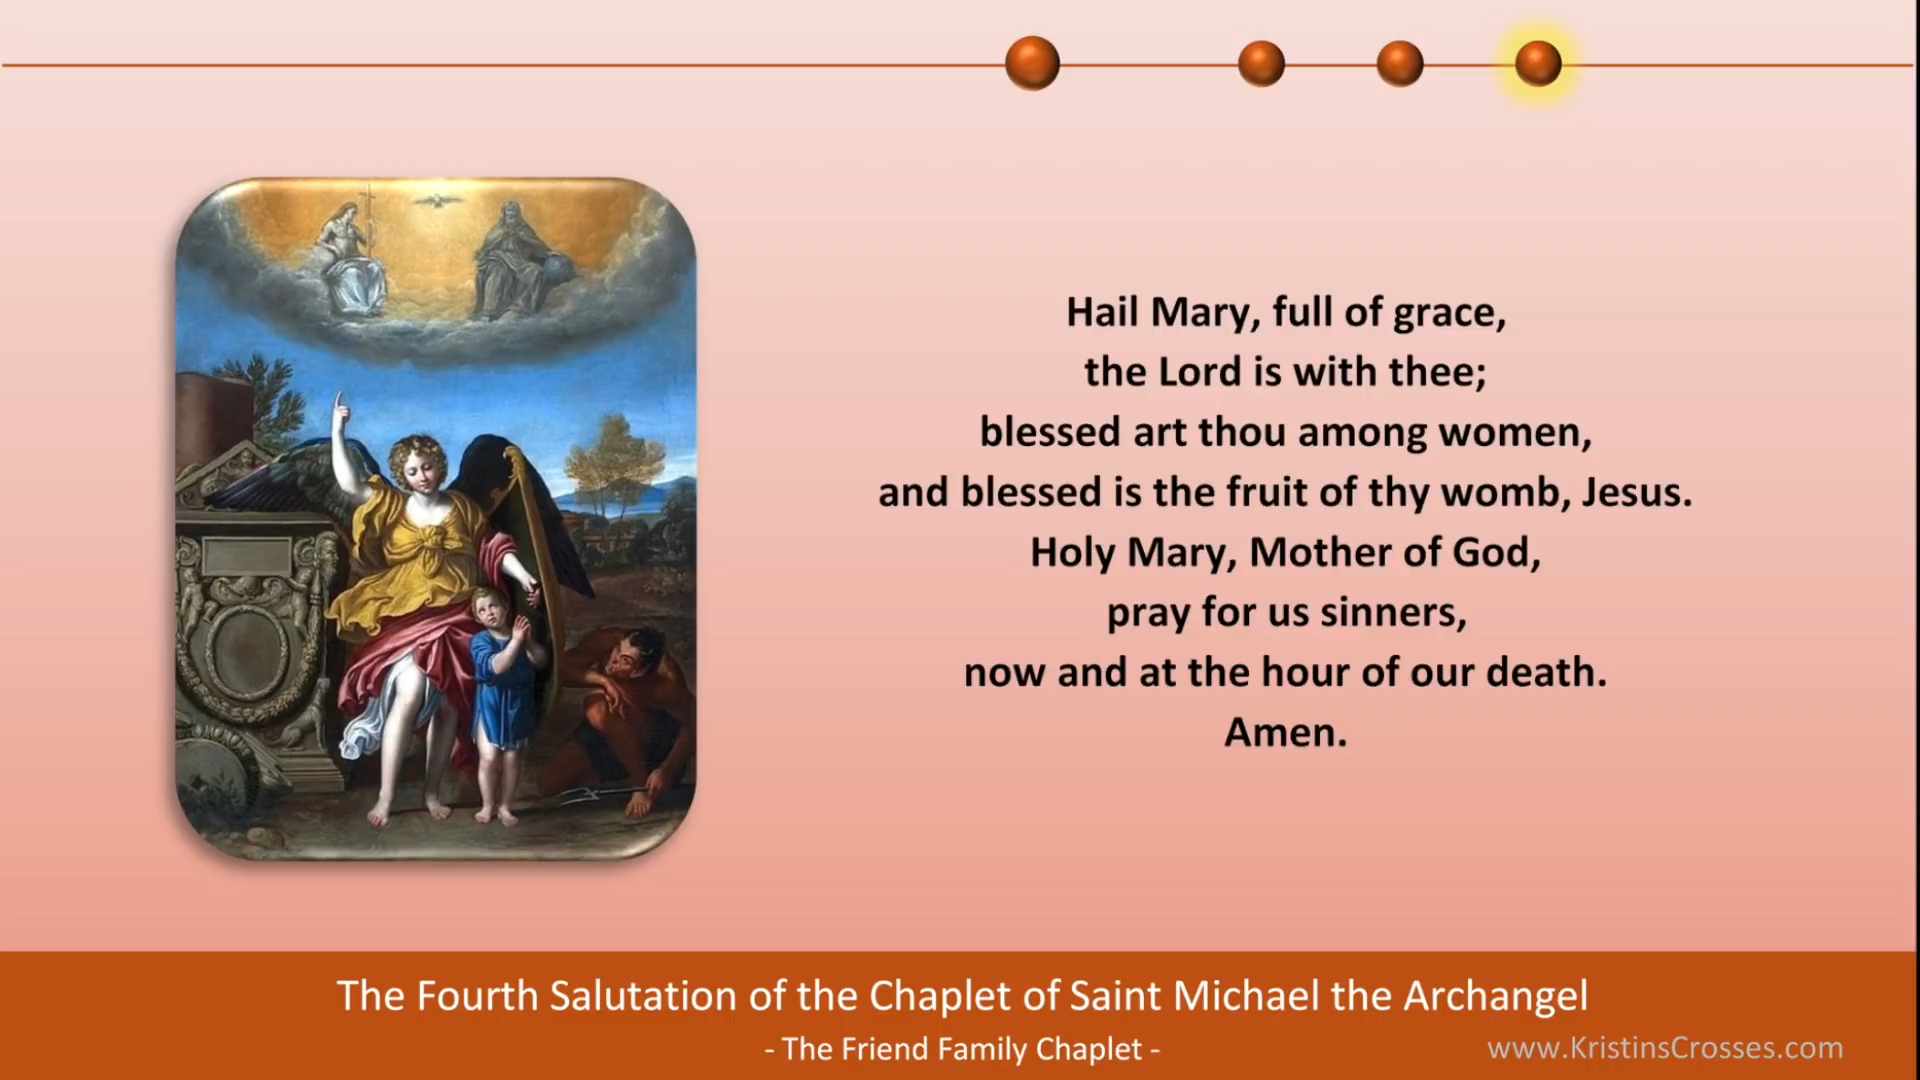 Hail Mary, full of grace,
the Lord is with thee;
blessed art thou among women,
and blessed is the fruit of thy womb, Jesus.
Holy Mary, Mother of God,
pray for us sinners,
now and at the hour of our death.
Amen.
The Fourth Salutation of the Chaplet of Saint Michael the Archangel
- The Friend Family Chaplet -
www.KristinsCrosses.com